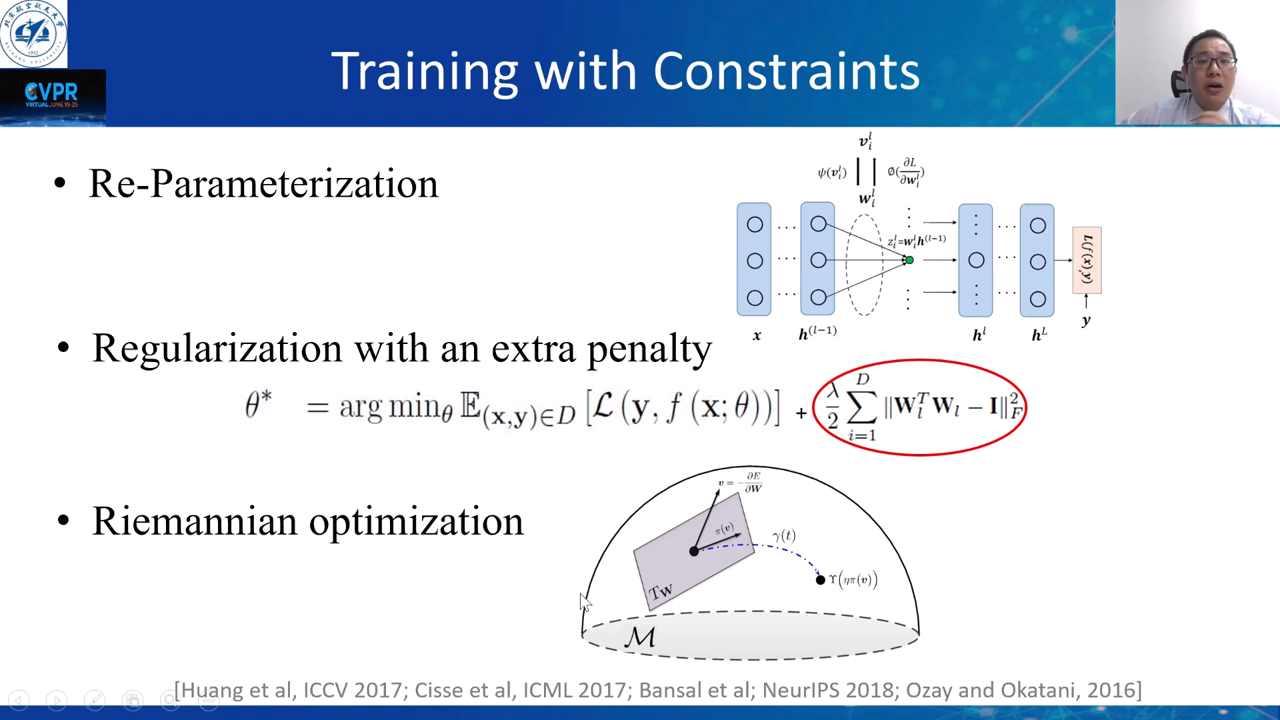 Training with Constraints
CVPR
VIRTUAL JUNE 19-25
• Re-Parameterization
v_i^l
ψ(v_i^l) ∅(∂L/∂w_i^l)
w_i^l
z_i^l=w_i^l h^(l−1)
L(f(x), y)
x h^(l−1) h^l h^L y
• Regularization with an extra penalty
θ* = arg min_θ 𝔼_(x,y)∈D [ℒ (y, f (x; θ))] + λ/2 ∑_{i=1}^{D} ‖W_l^T W_l − I‖_F^2
• Riemannian optimization
v = −∂E/∂W
π(v)
γ(t)
ϒ(ηπ(v))
T_W
ℳ
[Huang et al, ICCV 2017; Cisse et al, ICML 2017; Bansal et al; NeurIPS 2018; Ozay and Okatani, 2016]